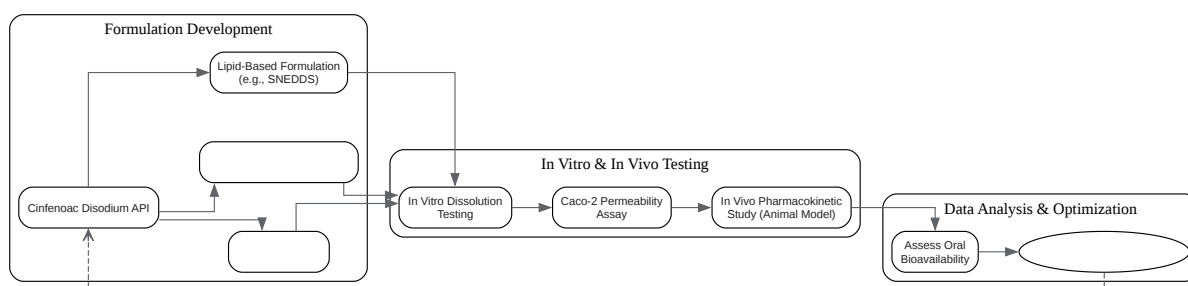 Formulation Development
Lipid-Based Formulation
(e.g., SNEDDS)
Cinfenoac Disodium API
In Vitro & In Vivo Testing
In Vitro Dissolution
Testing
Caco-2 Permeability
Assay
In Vivo Pharmacokinetic
Study (Animal Model)
Data Analysis & Optimization
Assess Oral
Bioavailability